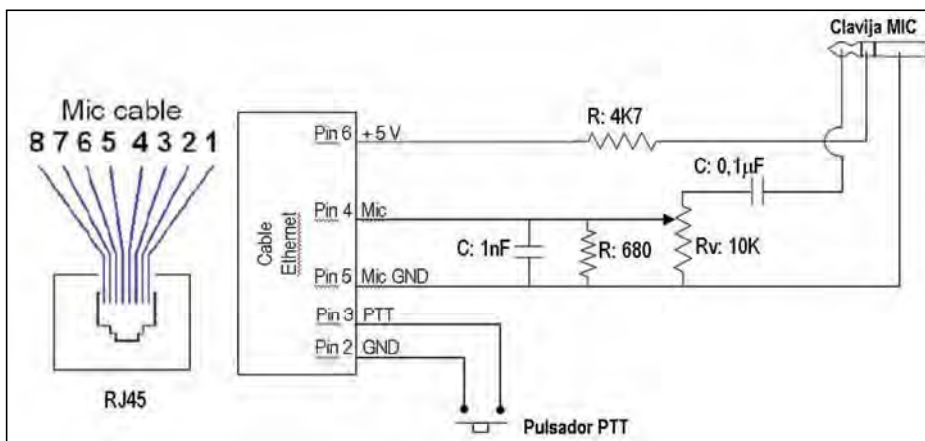 Clavija MIC
Mic cable
8 7 6 5 4 3 2 1
RJ45
Cable
Ethernet
Pin 6 +5 V
Pin 4 Mic
Pin 5 Mic GND
Pin 3 PTT
Pin 2 GND
R: 4K7
C: 0,1µF
C: 1nF
R: 680
Rv: 10K
Pulsador PTT